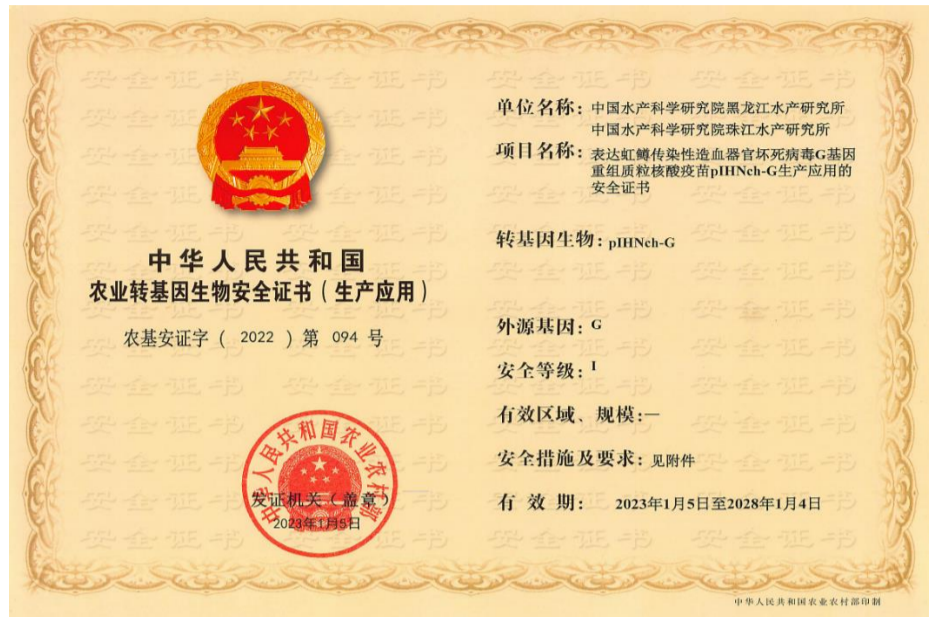 中华人民共和国
农业转基因生物安全证书（生产应用）
农基安证字（ 2022 ）第 094 号
中华人民共和国农业农村部
发证机关（盖章）
2023年1月5日
单位名称：中国水产科学研究院黑龙江水产研究所
中国水产科学研究院珠江水产研究所
项目名称：表达虹鳟传染性造血器官坏死病毒G基因
重组质粒核酸疫苗pIHNch-G生产应用的
安全证书
转基因生物：pIHNch-G
外源基因：G
安全等级：I
有效区域、规模：—
安全措施及要求：见附件
有 效 期： 2023年1月5日至2028年1月4日
中华人民共和国农业农村部印制
安全证书